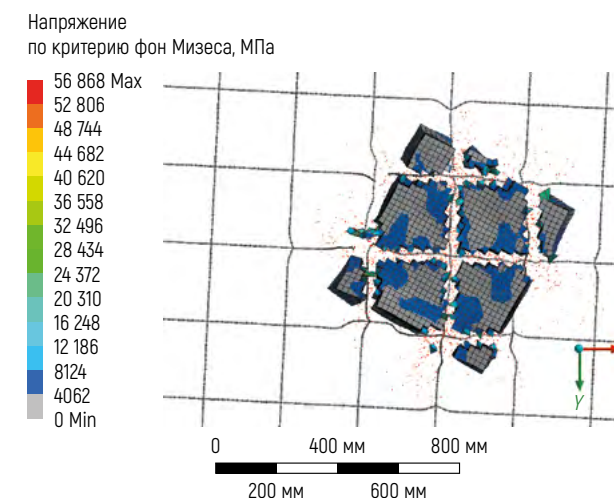 Напряжение
по критерию фон Мизеса, МПа
56 868 Max
52 806
48 744
44 682
40 620
36 558
32 496
28 434
24 372
20 310
16 248
12 186
8124
4062
0 Min
Y
0 400 мм 800 мм
200 мм 600 мм